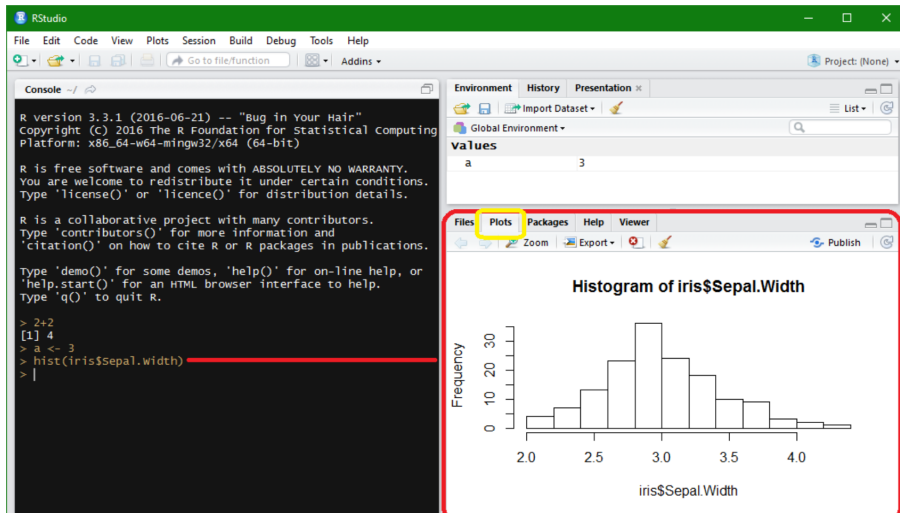 RStudio
File Edit Code View Plots Session Build Debug Tools Help
Go to file/function Addins Project: (None)
Console ~/
R version 3.3.1 (2016-06-21) -- "Bug in Your Hair"
Copyright (C) 2016 The R Foundation for Statistical Computing
Platform: x86_64-w64-mingw32/x64 (64-bit)
R is free software and comes with ABSOLUTELY NO WARRANTY.
You are welcome to redistribute it under certain conditions.
Type 'license()' or 'licence()' for distribution details.
R is a collaborative project with many contributors.
Type 'contributors()' for more information and
'citation()' on how to cite R or R packages in publications.
Type 'demo()' for some demos, 'help()' for on-line help, or
'help.start()' for an HTML browser interface to help.
Type 'q()' to quit R.
> 2+2
[1] 4
> a <- 3
> hist(iris$Sepal.Width)
>
Environment History Presentation
Import Dataset List
Global Environment
Values
a 3
Files Plots Packages Help Viewer
Zoom Export Publish
Histogram of iris$Sepal.Width
Frequency
30
20
10
0
2.0 2.5 3.0 3.5 4.0
iris$Sepal.Width